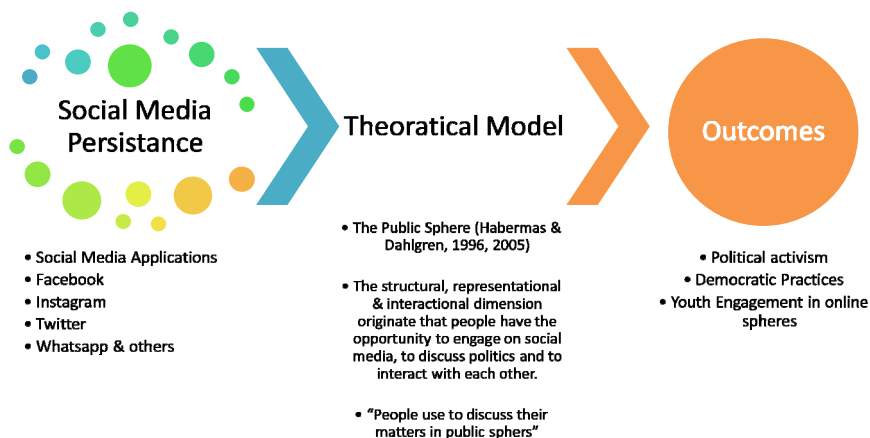 Social Media
Persistance
• Social Media Applications
• Facebook
• Instagram
• Twitter
• Whatsapp & others
Theoratical Model
• The Public Sphere (Habermas &
Dahlgren, 1996, 2005)
• The structural, representational
& interactional dimension
originate that people have the
opportunity to engage on social
media, to discuss politics and to
interact with each other.
• “People use to discuss their
matters in public sphers”
Outcomes
• Political activism
• Democratic Practices
• Youth Engagement in online
spheres